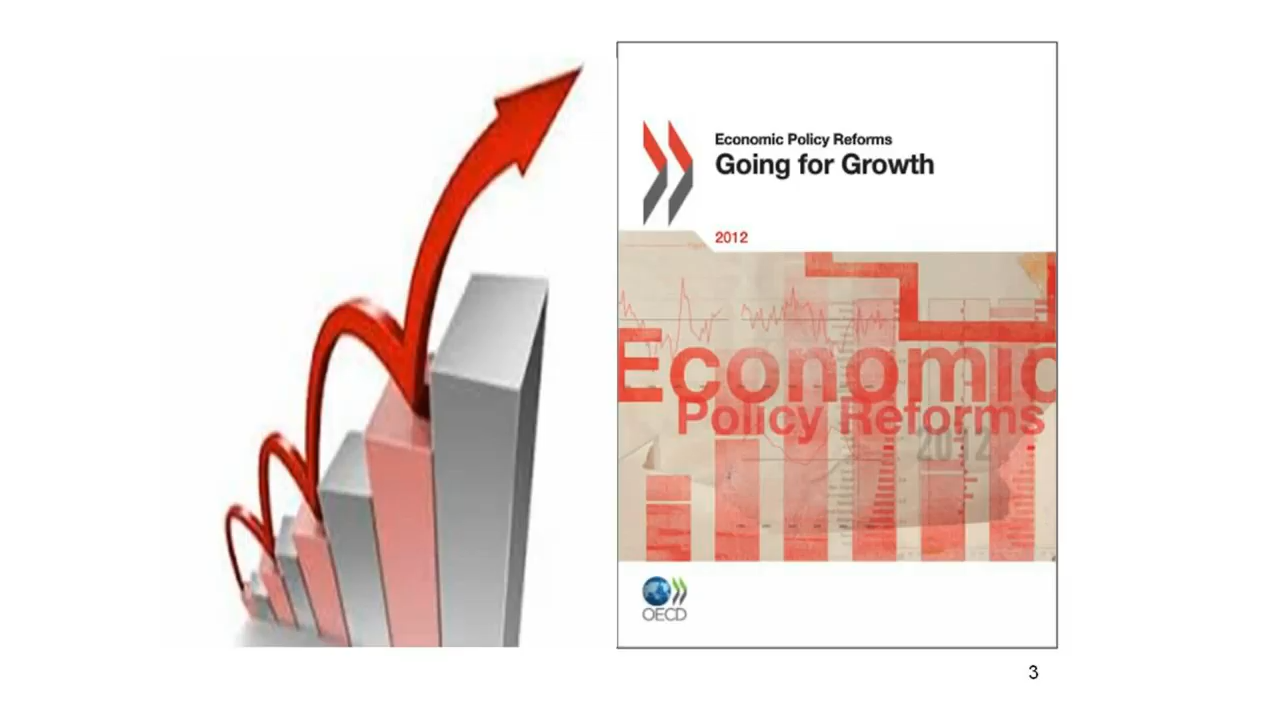 Economic Policy Reforms
Going for Growth
2012
Economic
Policy Reforms
2012
OECD
3